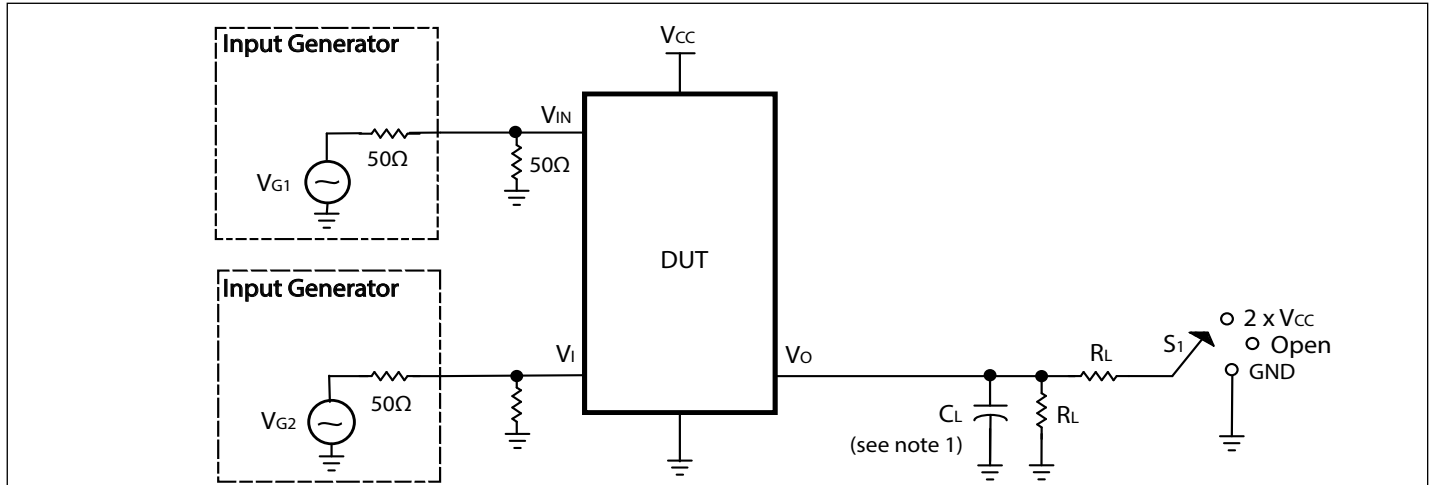 Input Generator
VCC
VIN
50Ω
50Ω
VG1
DUT
Input Generator
VI
VO
50Ω
VG2
CL
(see note 1)
RL
RL
S1
2 x VCC
Open
GND